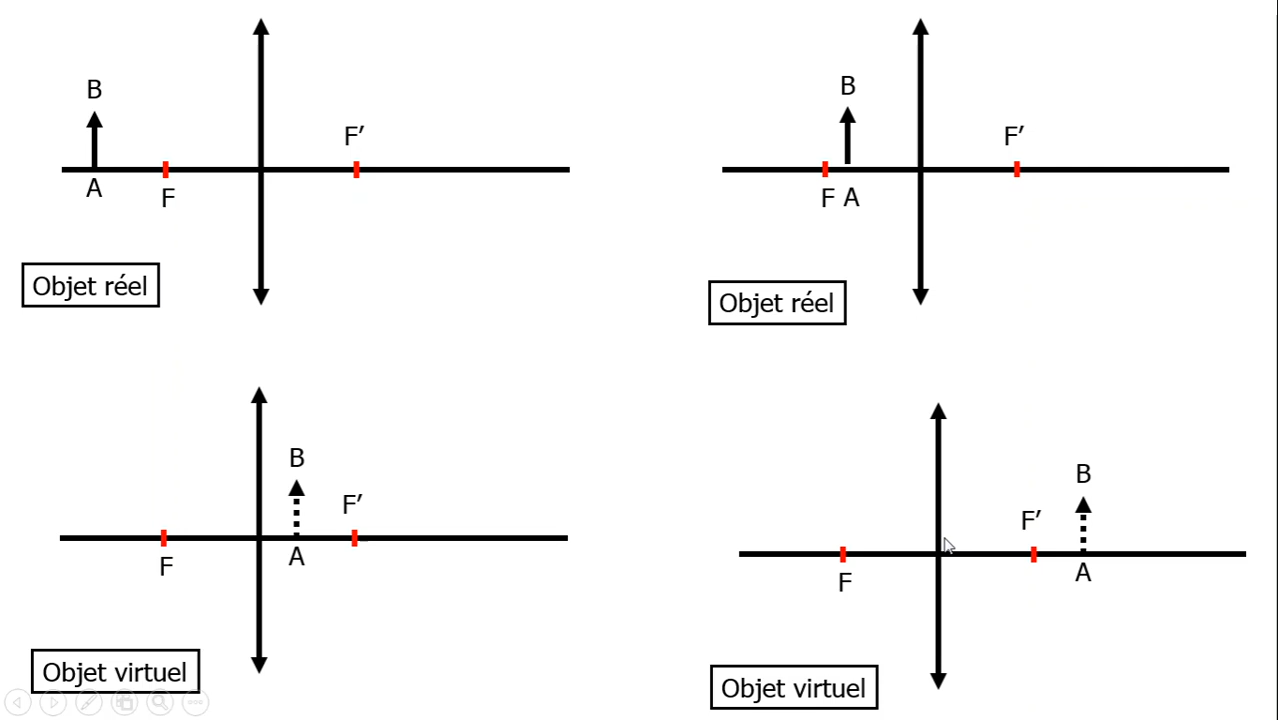 B
F′
A
F
Objet réel
B
F′
F A
Objet réel
B
F′
A
F
Objet virtuel
B
F′
A
F
Objet virtuel